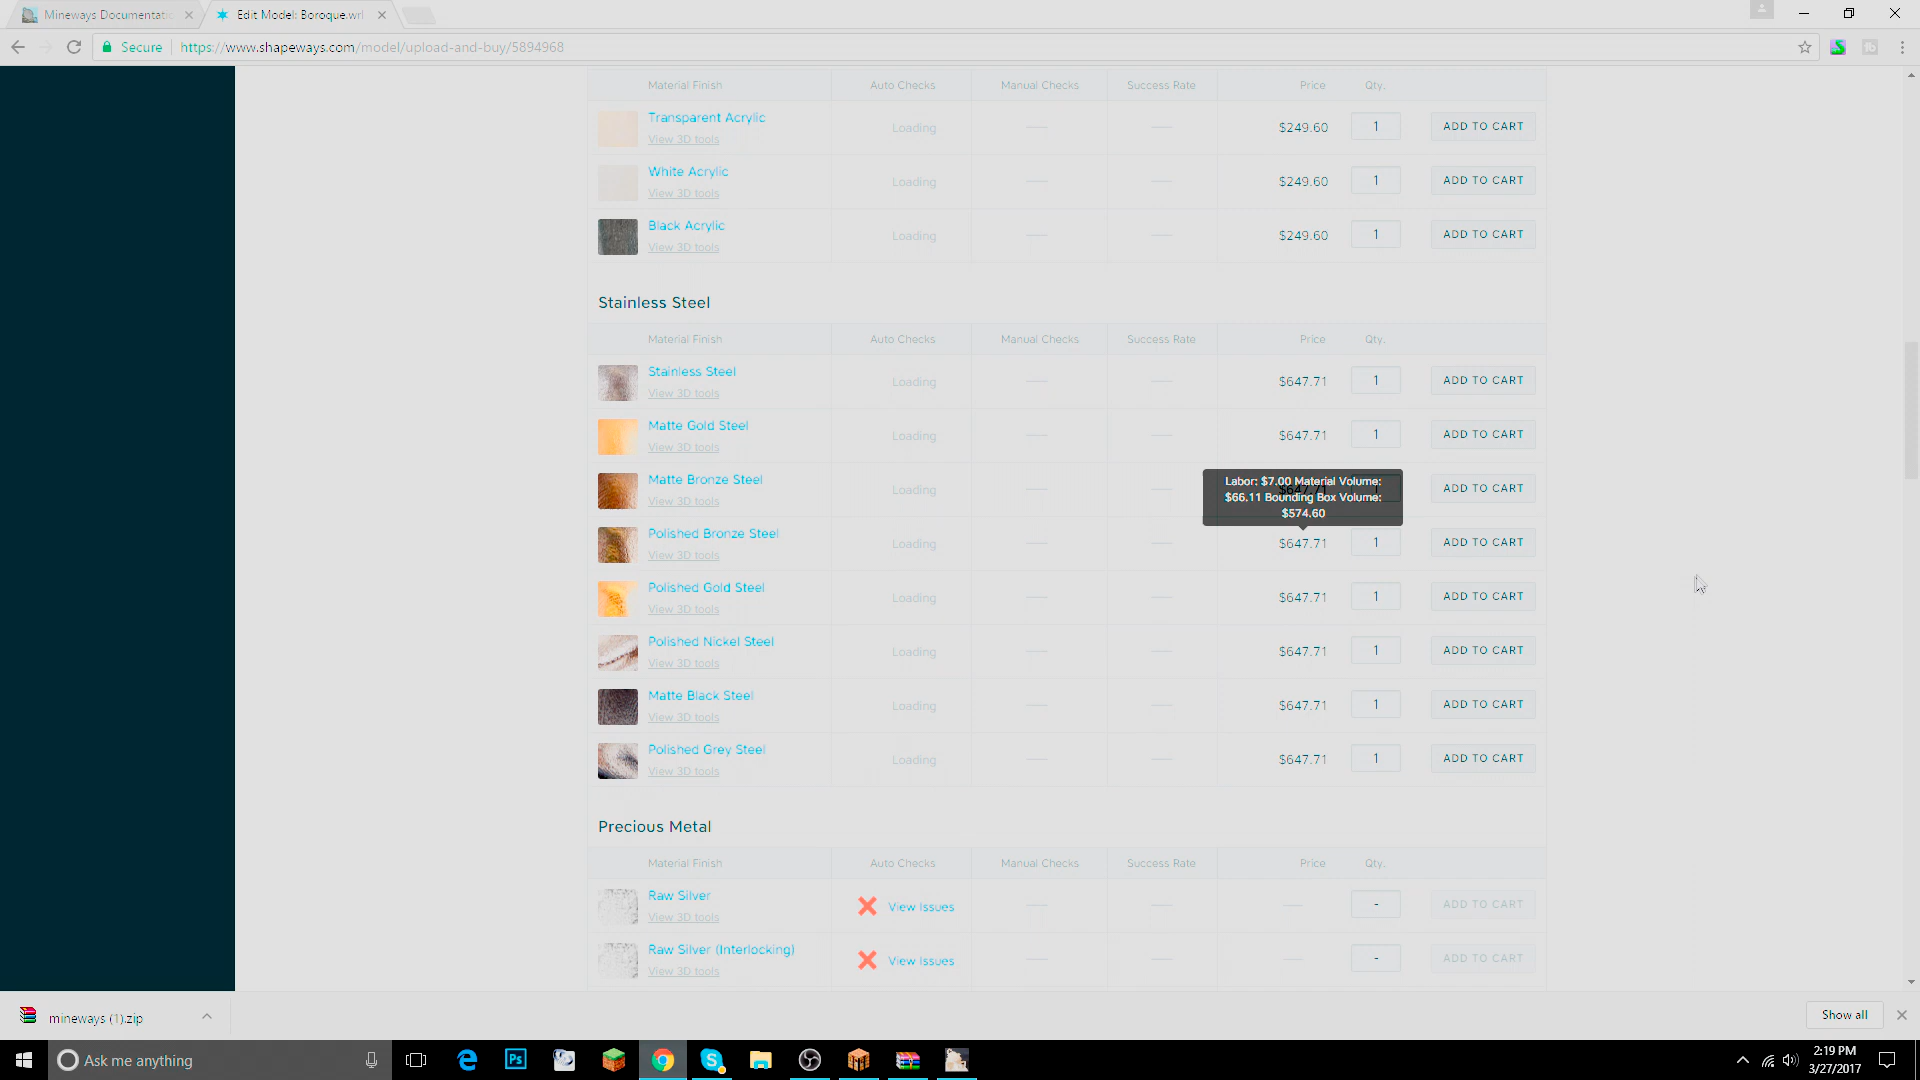 Mineways Documentati
Edit Model: Boroque.wrl
Secure
https://www.shapeways.com/model/upload-and-buy/5894968
Material Finish Auto Checks Manual Checks Success Rate Price Qty.
Transparent Acrylic
View 3D tools
Loading $249.60 1 ADD TO CART
White Acrylic
View 3D tools
Loading $249.60 1 ADD TO CART
Black Acrylic
View 3D tools
Loading $249.60 1 ADD TO CART
Stainless Steel
Material Finish Auto Checks Manual Checks Success Rate Price Qty.
Stainless Steel
View 3D tools
Loading $647.71 1 ADD TO CART
Matte Gold Steel
View 3D tools
Loading $647.71 1 ADD TO CART
Matte Bronze Steel
View 3D tools
Loading $647.71 1 ADD TO CART
Labor: $7.00 Material Volume:
$66.11 Bounding Box Volume:
$574.60
Polished Bronze Steel
View 3D tools
Loading $647.71 1 ADD TO CART
Polished Gold Steel
View 3D tools
Loading $647.71 1 ADD TO CART
Polished Nickel Steel
View 3D tools
Loading $647.71 1 ADD TO CART
Matte Black Steel
View 3D tools
Loading $647.71 1 ADD TO CART
Polished Grey Steel
View 3D tools
Loading $647.71 1 ADD TO CART
Precious Metal
Material Finish Auto Checks Manual Checks Success Rate Price Qty.
Raw Silver
View 3D tools
View Issues - ADD TO CART
Raw Silver (Interlocking)
View 3D tools
View Issues - ADD TO CART
mineways (1).zip
Show all
Ask me anything
Ps
2:19 PM
3/27/2017